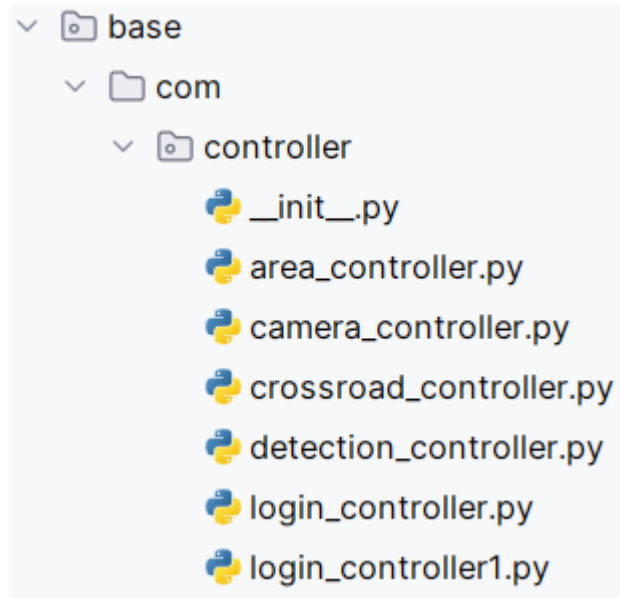 base
com
controller
__init__.py
area_controller.py
camera_controller.py
crossroad_controller.py
detection_controller.py
login_controller.py
login_controller1.py